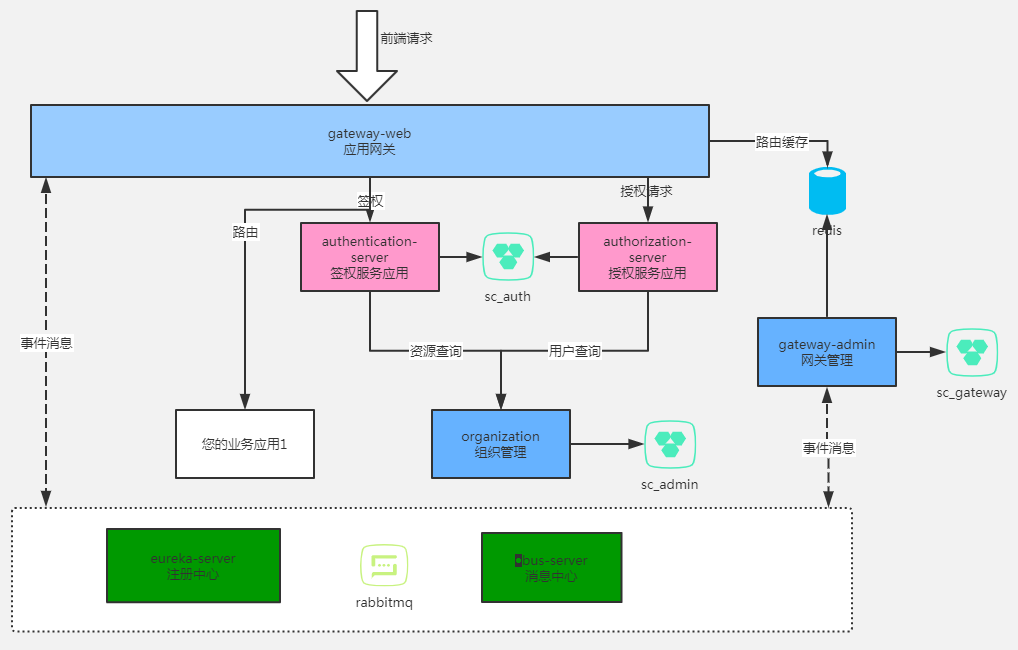 前端请求
gateway-web
应用网关
路由缓存
签权
授权请求
redis
路由
authentication-
server
签权服务应用
authorization-
server
授权服务应用
sc_auth
事件消息
资源查询
用户查询
gateway-admin
网关管理
sc_gateway
您的业务应用1
organization
组织管理
sc_admin
事件消息
eureka-server
注册中心
rabbitmq
bus-server
消息中心